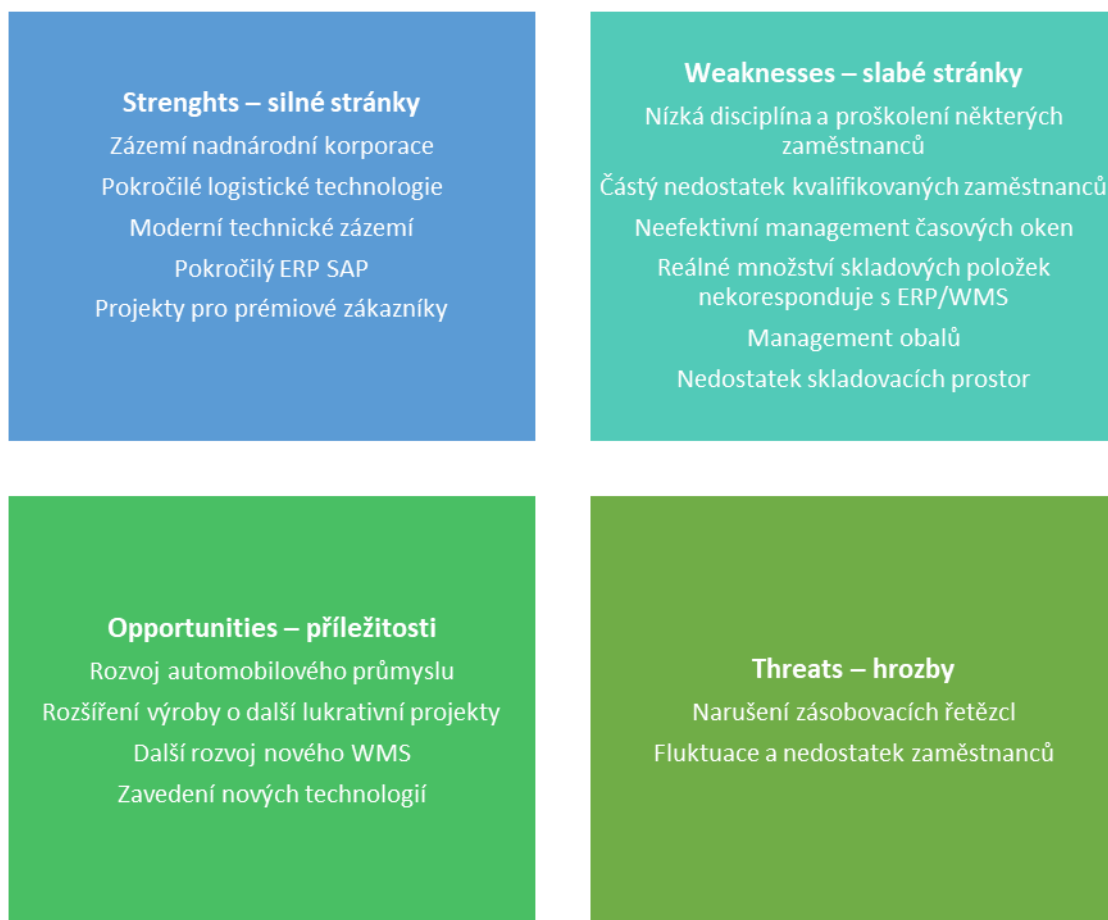 Strenghts – silné stránky
Zázemí nadnárodní korporace
Pokročilé logistické technologie
Moderní technické zázemí
Pokročilý ERP SAP
Projekty pro prémiové zákazníky
Weaknesses – slabé stránky
Nízká disciplína a proškolení některých
zaměstnanců
Částý nedostatek kvalifikovaných zaměstnanců
Neefektivní management časových oken
Reálné množství skladových položek
nekoresponduje s ERP/WMS
Management obalů
Nedostatek skladovacích prostor
Opportunities – příležitosti
Rozvoj automobilového průmyslu
Rozšíření výroby o další lukrativní projekty
Další rozvoj nového WMS
Zavedení nových technologií
Threats – hrozby
Narušení zásobovacích řetězcl
Fluktuace a nedostatek zaměstnanců